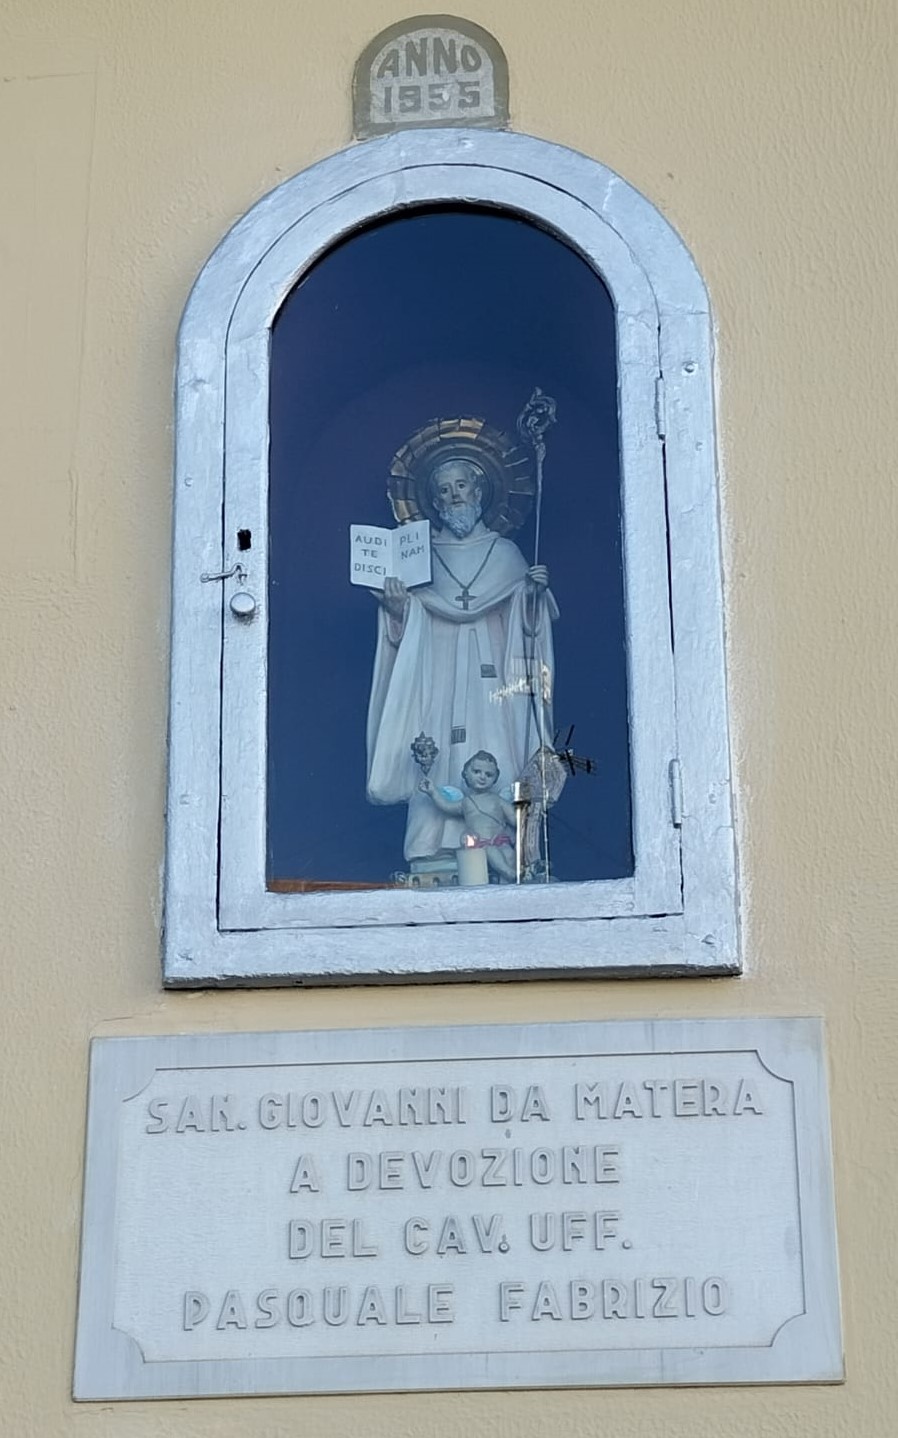 ANNO
1955
AUDI
TE
DISCI
PLI
NAM
SAN. GIOVANNI DA MATERA
A DEVOZIONE
DEL CAV. UFF.
PASQUALE FABRIZIO